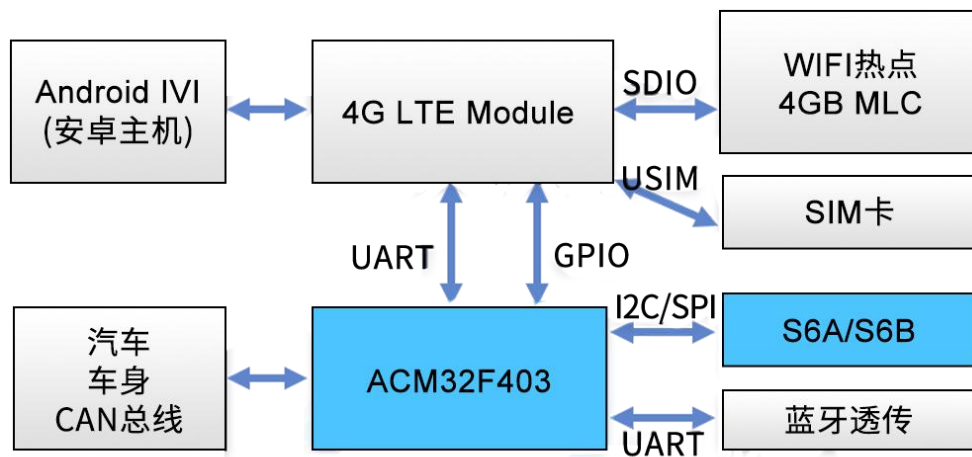 Android IVI
(安卓主机)
4G LTE Module
SDIO
WIFI热点
4GB MLC
USIM
SIM卡
UART
GPIO
I2C/SPI
S6A/S6B
汽车
车身
CAN总线
ACM32F403
UART
蓝牙透传